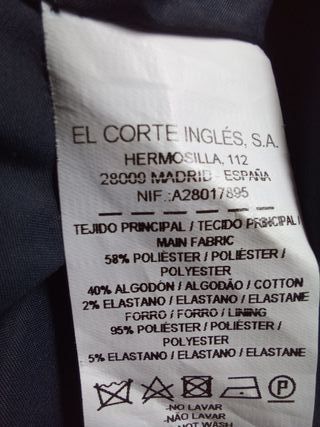 EL CORTE INGLÉS, S.A.
HERMOSILLA, 112
28009 MADRID - ESPAÑA
NIF.:A28017895
TEJIDO PRINCIPAL / TECIDO PRINCIPAL /
MAIN FABRIC
58% POLIÉSTER / POLIÉSTER /
POLYESTER
40% ALGODÓN / ALGODÃO / COTTON
2% ELASTANO / ELASTANO / ELASTANE
FORRO / FORRO / LINING
95% POLIÉSTER / POLIÉSTER /
POLYESTER
5% ELASTANO / ELASTANO / ELASTANE
P
-NO LAVAR
-NÃO LAVAR
-NOT WASH